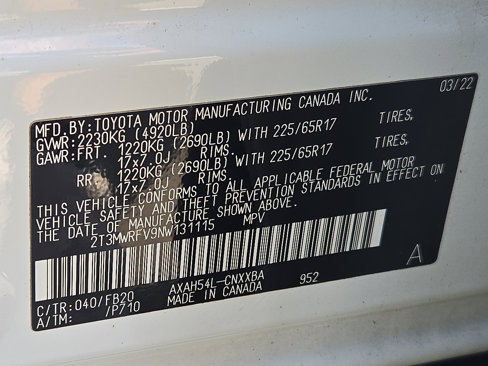 MFD.BY:TOYOTA MOTOR MANUFACTURING CANADA INC. 03/22
GVWR:2230KG (4920LB)
GAWR:FRT. 1220KG (2690LB) WITH 225/65R17 TIRES,
17x7.0J RIMS.
RR. 1220KG (2690LB) WITH 225/65R17 TIRES,
17x7.0J RIMS.
THIS VEHICLE CONFORMS TO ALL APPLICABLE FEDERAL MOTOR
VEHICLE SAFETY AND THEFT PREVENTION STANDARDS IN EFFECT ON
THE DATE OF MANUFACTURE SHOWN ABOVE.
2T3MWRFV9NW131115 MPV
C/TR:040/FB20 AXAH54L-CNXXBA 952
A/TM: /P710 MADE IN CANADA A